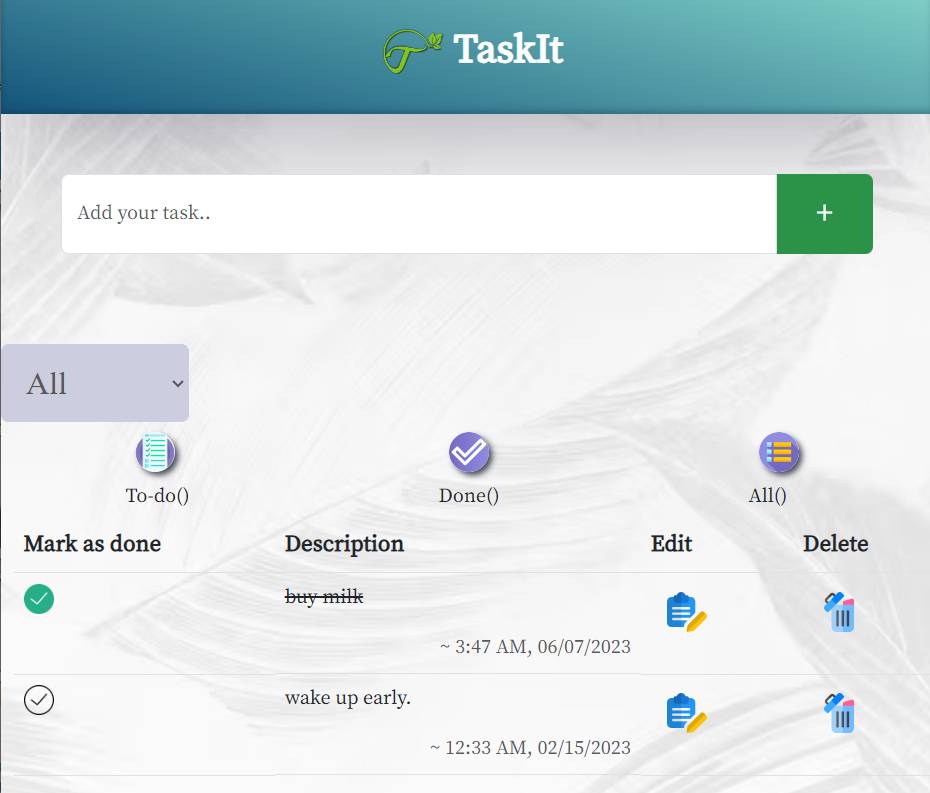 TaskIt
Add your task..
+
All
To-do() Done() All()
Mark as done Description Edit Delete
buy milk
~ 3:47 AM, 06/07/2023
wake up early.
~ 12:33 AM, 02/15/2023